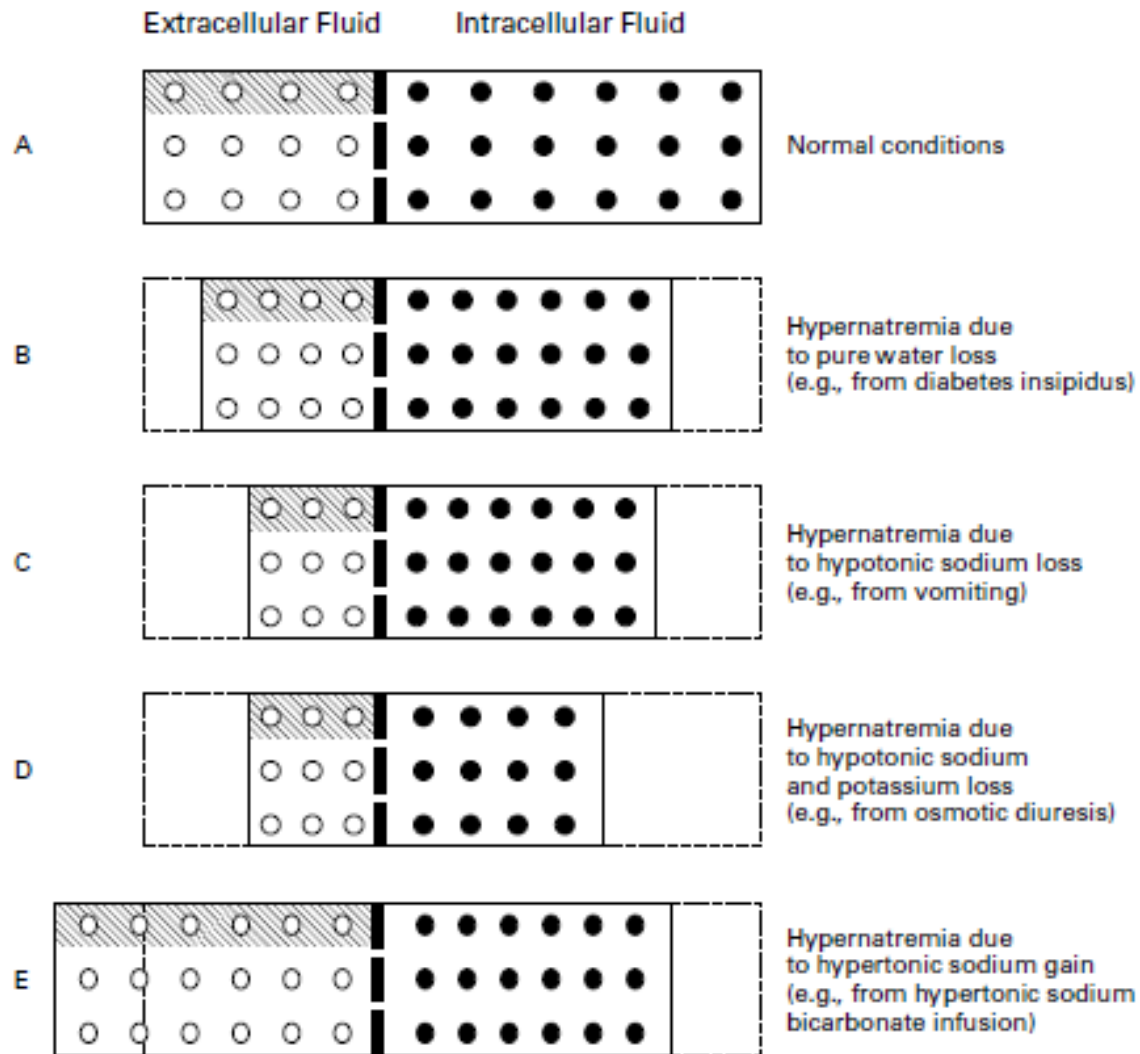 Extracellular Fluid Intracellular Fluid
A
Normal conditions
B
Hypernatremia due
to pure water loss
(e.g., from diabetes insipidus)
C
Hypernatremia due
to hypotonic sodium loss
(e.g., from vomiting)
D
Hypernatremia due
to hypotonic sodium
and potassium loss
(e.g., from osmotic diuresis)
E
Hypernatremia due
to hypertonic sodium gain
(e.g., from hypertonic sodium
bicarbonate infusion)